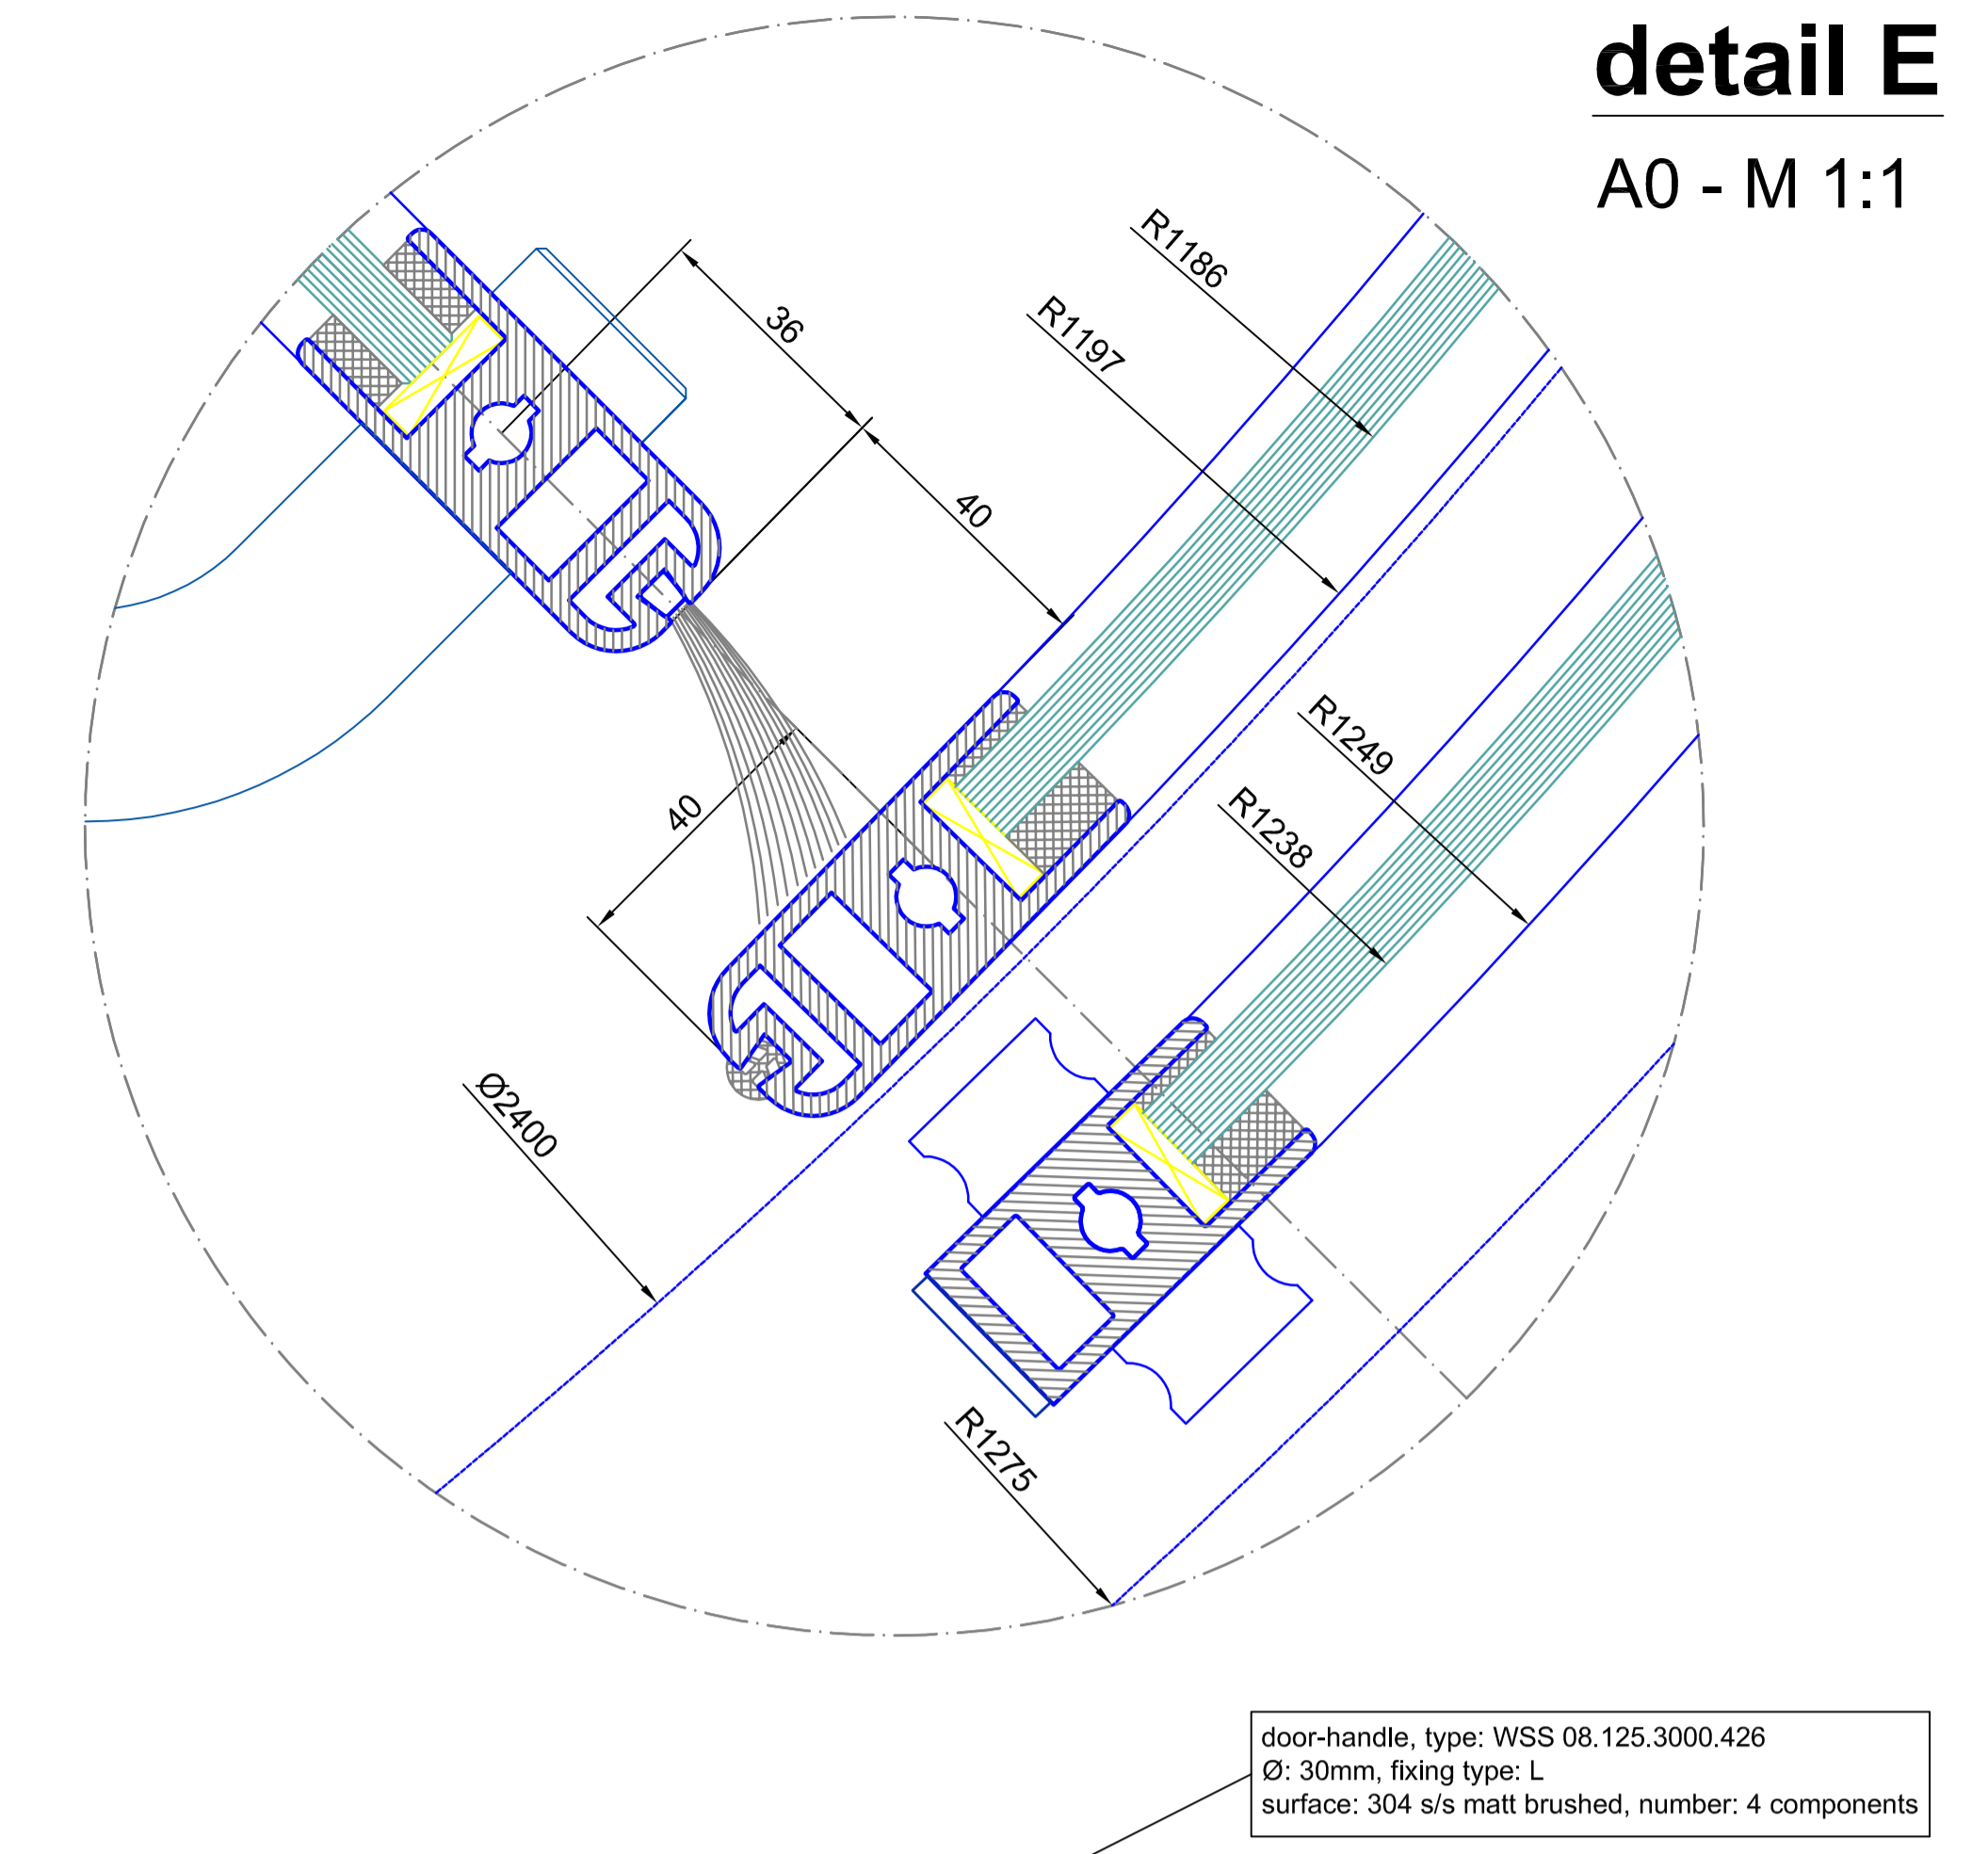 detail E
A0 - M 1:1
R1186
36
R1197
40
R1249
R1238
40
Ø2400
R1275
door-handle, type: WSS 08.125.3000.426
Ø: 30mm, fixing type: L
surface: 304 s/s matt brushed, number: 4 components